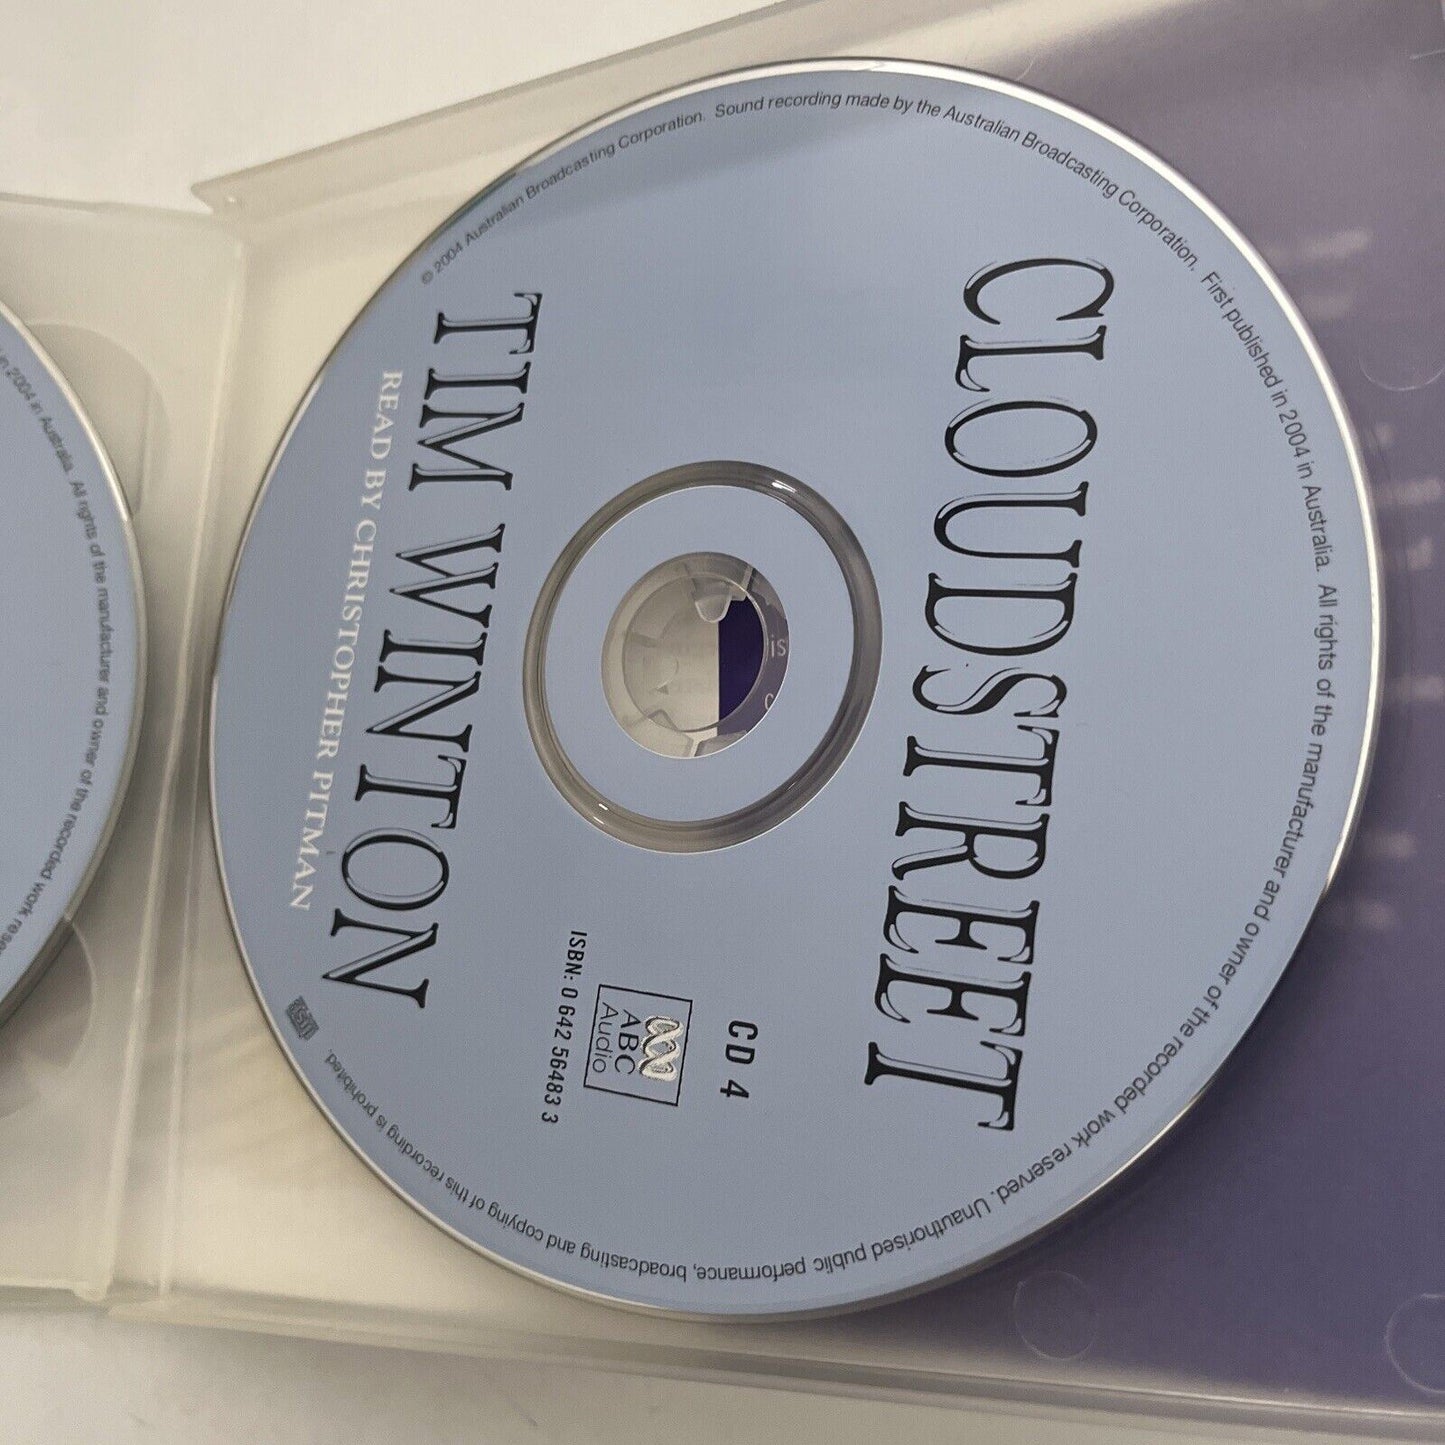 © 2004 Australian Broadcasting Corporation. Sound recording made by the Australian Broadcasting Corporation. First published in 2004 in Australia. All rights of the manufacturer and owner of the recorded work reserved. Unauthorised public performance, broadcasting and copying of this recording is prohibited.
CLOUDSTREET
CD 4
ABC
Audio
ISBN: 0 642 56483 3
TIM WINTON
READ BY CHRISTOPHER PITMAN
in 2004 in Australia. All rights of the manufacturer and owner of the recorded work